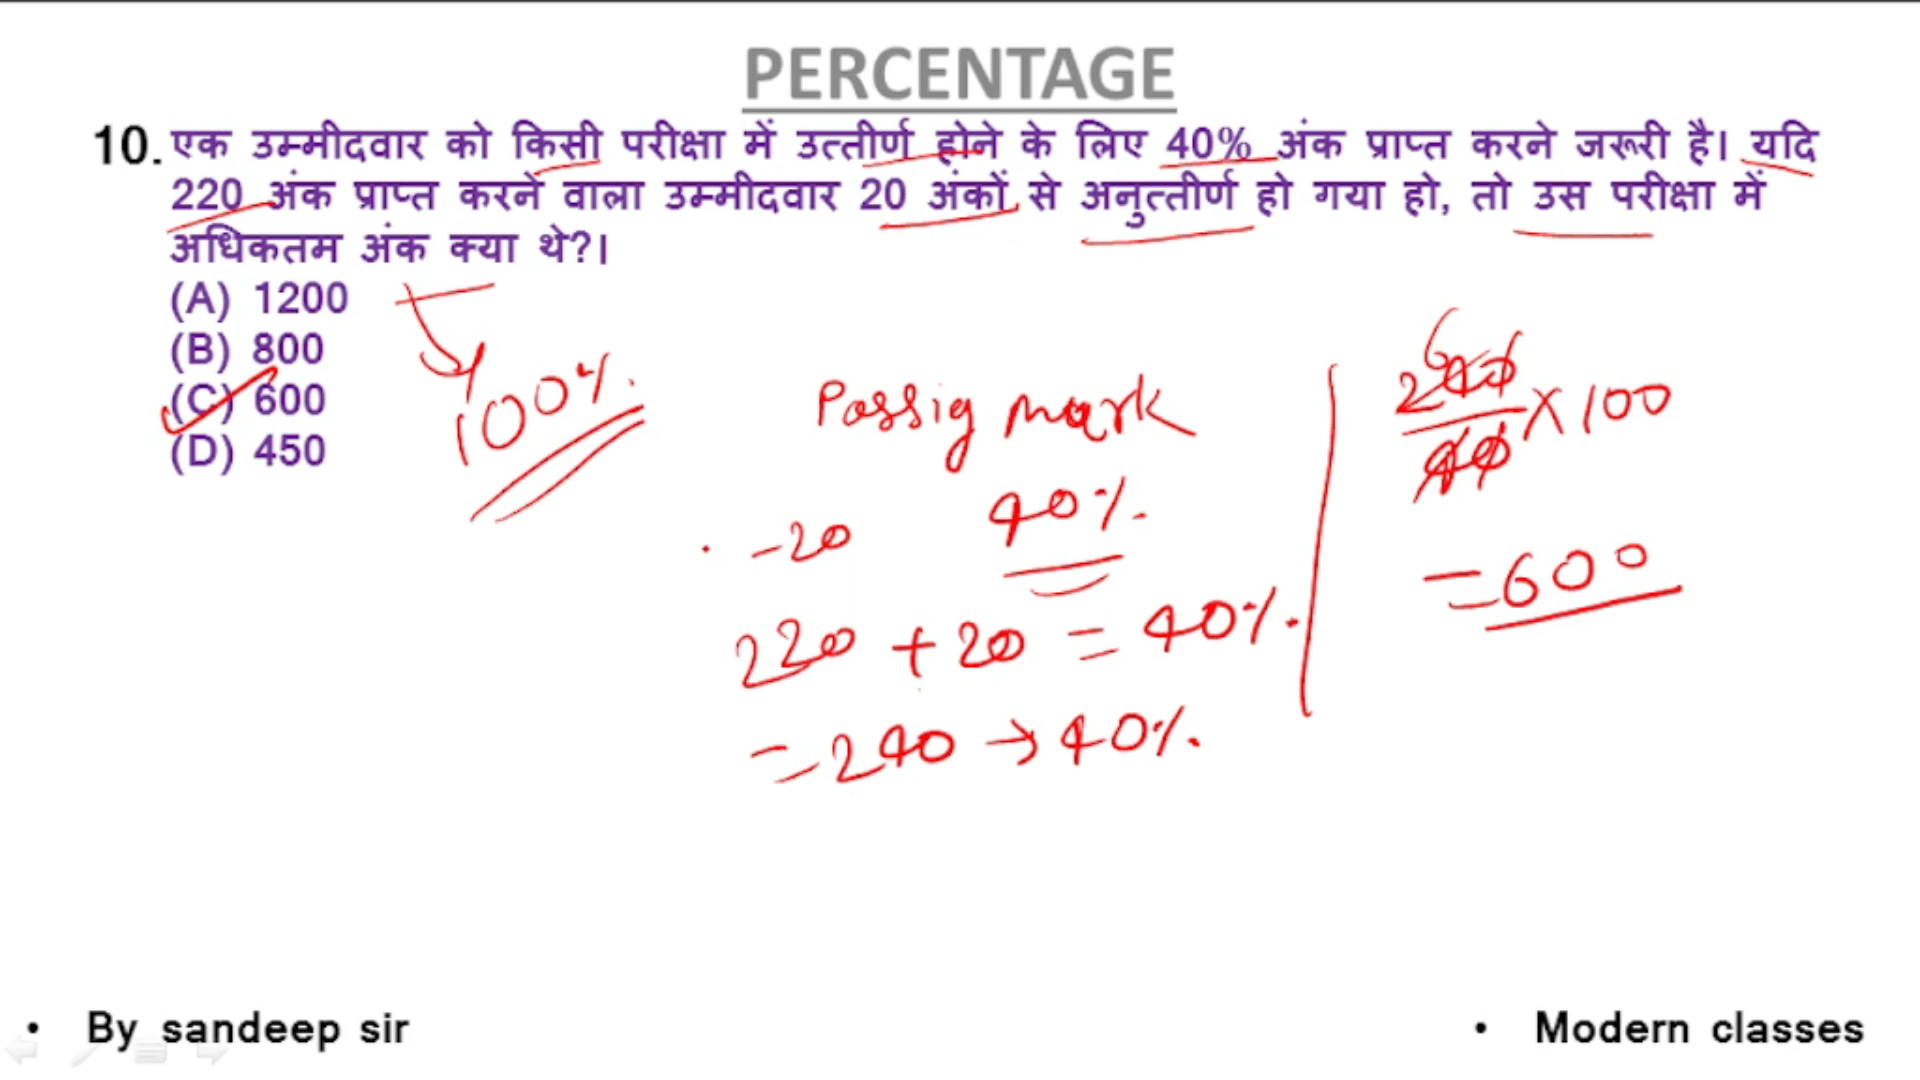 PERCENTAGE
10. एक उम्मीदवार को किसी परीक्षा में उत्तीर्ण होने के लिए 40% अंक प्राप्त करने जरूरी है। यदि
220 अंक प्राप्त करने वाला उम्मीदवार 20 अंकों से अनुत्तीर्ण हो गया हो, तो उस परीक्षा में
अधिकतम अंक क्या थे?।
(A) 1200
(B) 800
(C) 600
(D) 450
100%.
Passig mark
40%.
-20
220 + 20 = 40%.
= 240 → 40%.
6
240
40 × 100
= 600
• By sandeep sir
• Modern classes